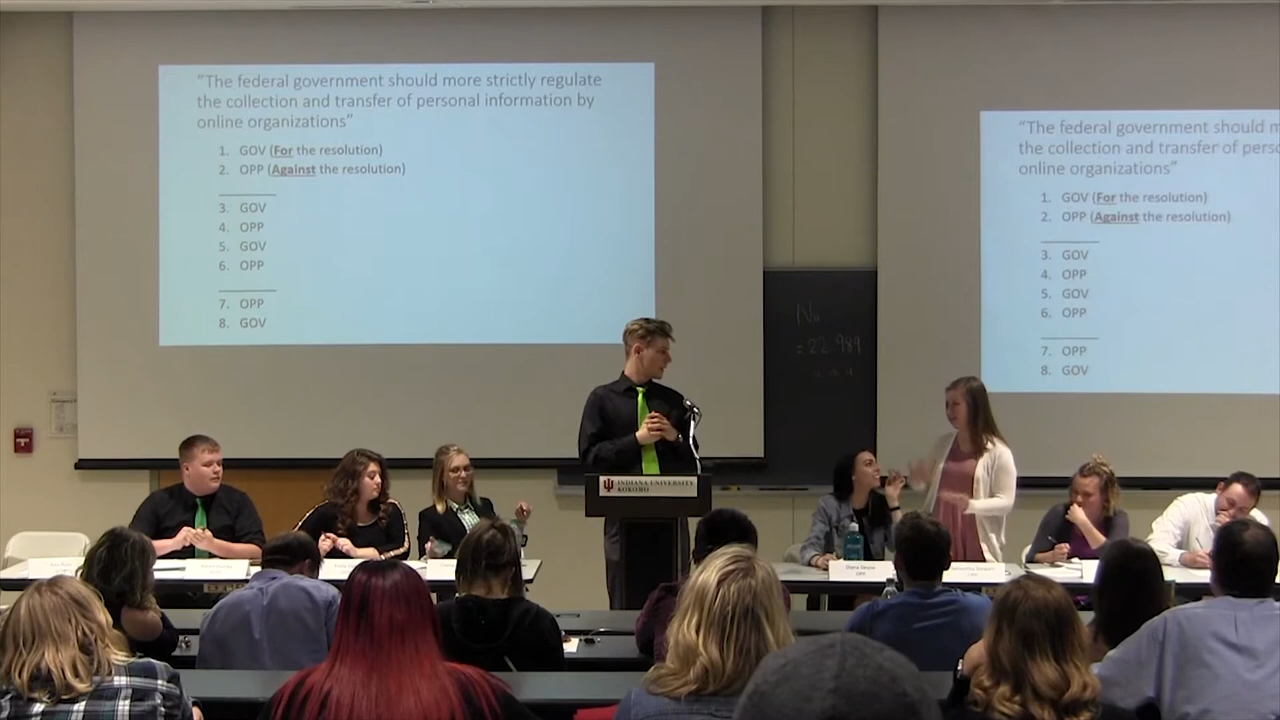 “The federal government should more strictly regulate
the collection and transfer of personal information by
online organizations”
1. GOV (For the resolution)
2. OPP (Against the resolution)
3. GOV
4. OPP
5. GOV
6. OPP
7. OPP
8. GOV
“The federal government should m
the collection and transfer of perso
online organizations”
1. GOV (For the resolution)
2. OPP (Against the resolution)
3. GOV
4. OPP
5. GOV
6. OPP
7. OPP
8. GOV
= 22.989
INDIANA UNIVERSITY
KOKOMO
OPP